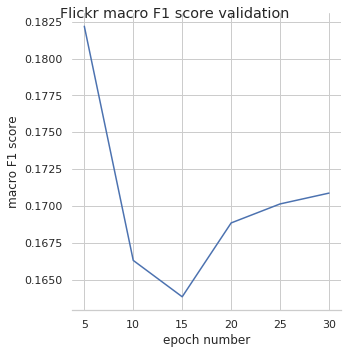 Flickr macro F1 score validation
0.1825
0.1800
0.1775
0.1750
0.1725
0.1700
0.1675
0.1650
macro F1 score
5 10 15 20 25 30
epoch number